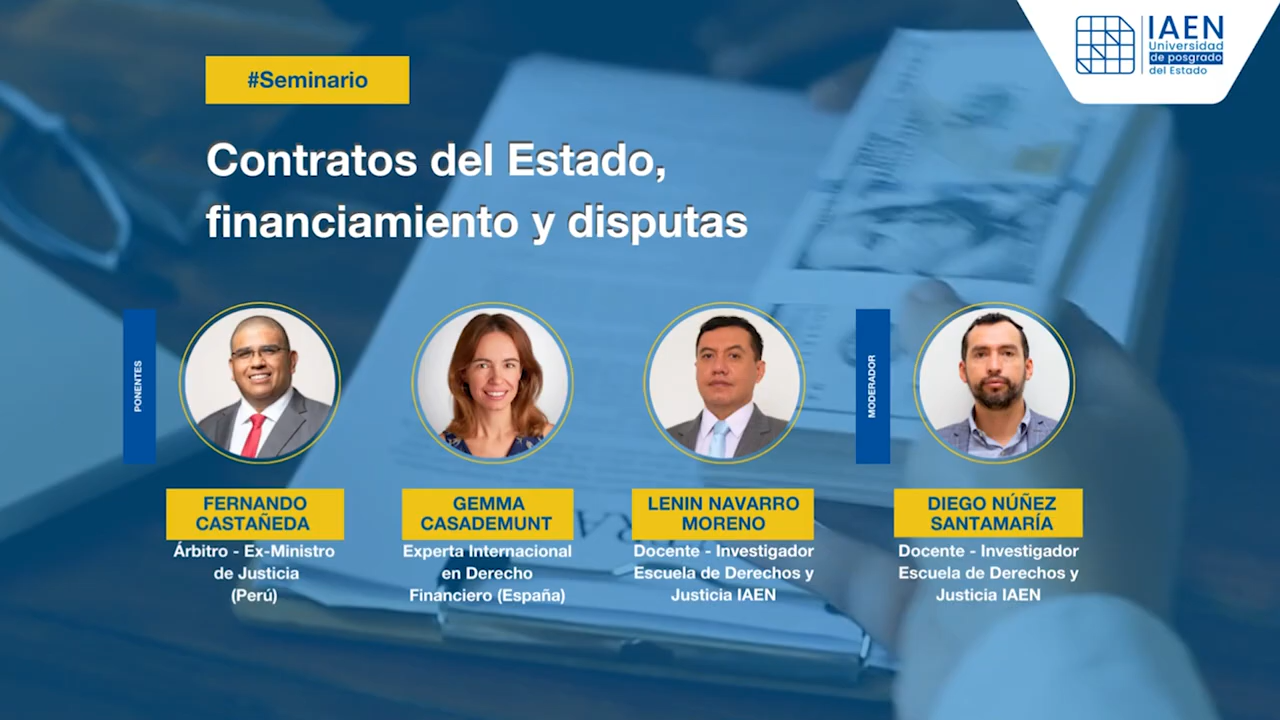 IAEN
Universidad
de posgrado
del Estado
#Seminario
Contratos del Estado,
financiamiento y disputas
PONENTES
FERNANDO
CASTAÑEDA
Árbitro - Ex-Ministro
de Justicia
(Perú)
GEMMA
CASADEMUNT
Experta Internacional
en Derecho
Financiero (España)
LENIN NAVARRO
MORENO
Docente - Investigador
Escuela de Derechos y
Justicia IAEN
MODERADOR
DIEGO NÚÑEZ
SANTAMARÍA
Docente - Investigador
Escuela de Derechos y
Justicia IAEN